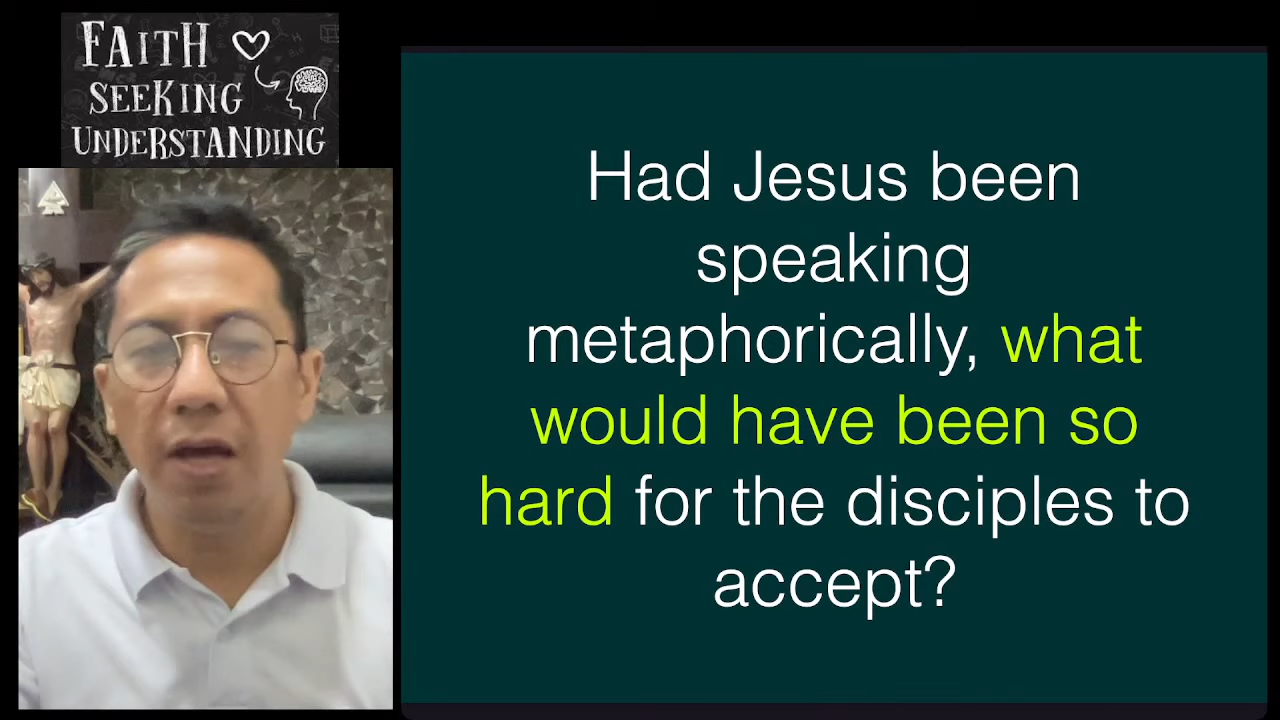 FAITH
SEEKING
UNDERSTANDING
Had Jesus been
speaking
metaphorically, what
would have been so
hard for the disciples to
accept?